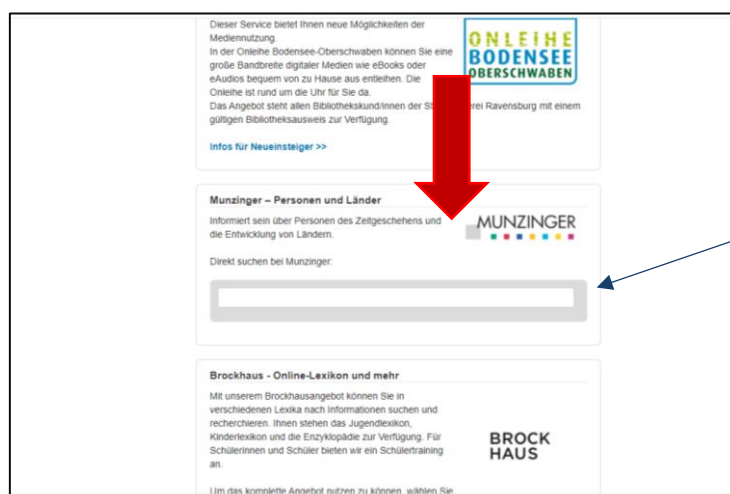 Dieser Service bietet Ihnen neue Möglichkeiten der
Mediennutzung.
In der Onleihe Bodensee-Oberschwaben können Sie eine
große Bandbreite digitaler Medien wie eBooks oder
eAudios bequem von zu Hause aus entleihen. Die
Onleihe ist rund um die Uhr für Sie da.
Das Angebot steht allen Bibliothekskund/innen der erei Ravensburg mit einem
gültigen Bibliotheksausweis zur Verfügung.
ONLEIHE
BODENSEE
OBERSCHWABEN
Infos für Neueinsteiger >>
Munzinger – Personen und Länder
Informiert sein über Personen des Zeitgeschehens und
die Entwicklung von Ländern.
MUNZINGER
Direkt suchen bei Munzinger:
Brockhaus - Online-Lexikon und mehr
Mit unserem Brockhausangebot können Sie in
verschiedenen Lexika nach Informationen suchen und
recherchieren. Ihnen stehen das Jugendlexikon,
Kinderlexikon und die Enzyklopädie zur Verfügung. Für
Schülerinnen und Schüler bieten wir ein Schülertraining
an.
BROCK
HAUS
Um das komplette Angebot nutzen zu können, wählen Sie